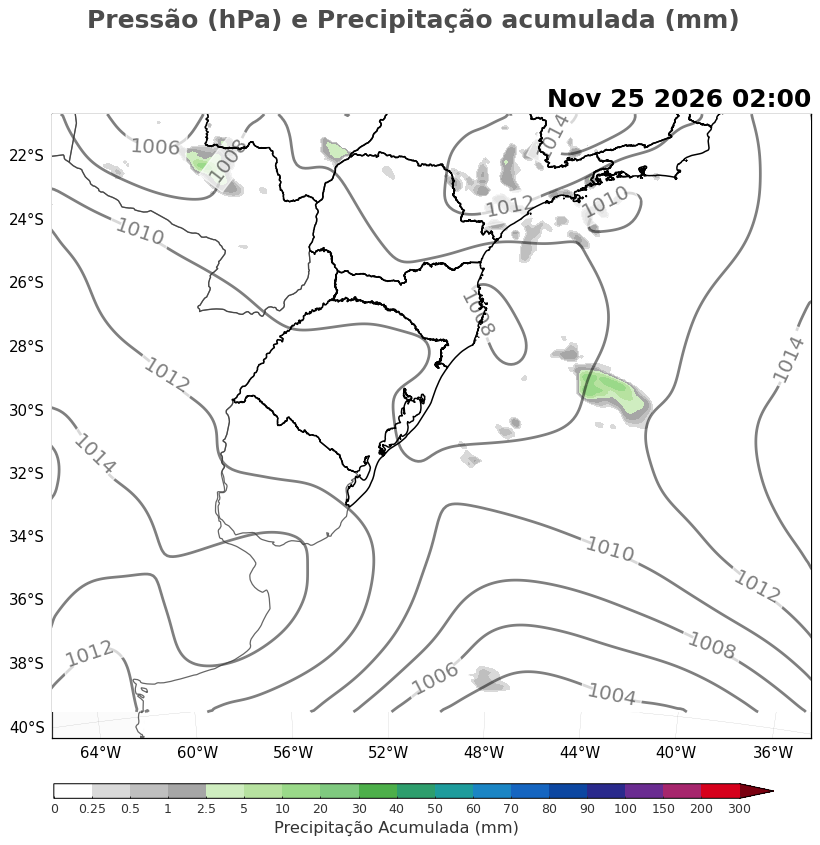 Pressão (hPa) e Precipitação acumulada (mm)
Nov 25 2026 02:00
1006
1008
1014
1012
1010
1010
1008
1012
1014
1014
1010
1012
1008
1012
1006
1004
22°S
24°S
26°S
28°S
30°S
32°S
34°S
36°S
38°S
40°S
64°W 60°W 56°W 52°W 48°W 44°W 40°W 36°W
0 0.25 0.5 1 2.5 5 10 20 30 40 50 60 70 80 90 100 150 200 300
Precipitação Acumulada (mm)